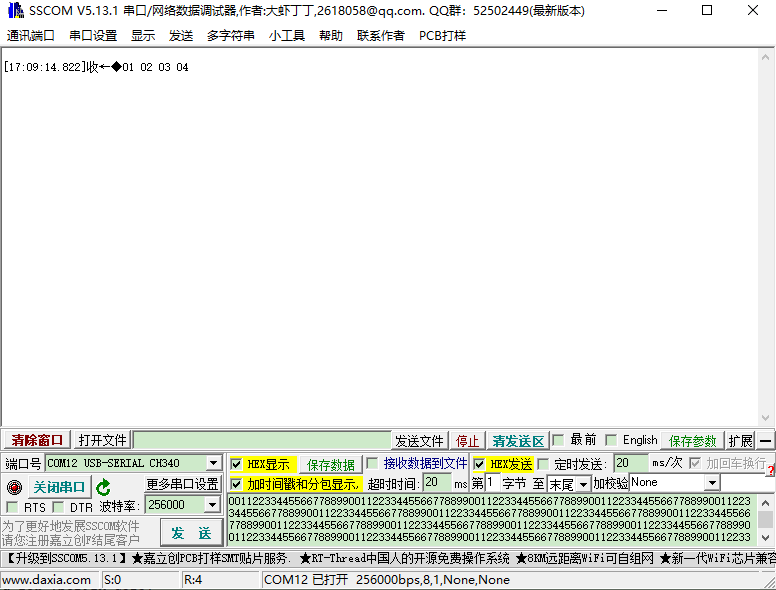 SSCOM V5.13.1 串口/网络数据调试器,作者:大虾丁丁,2618058@qq.com. QQ群: 52502449(最新版本)
通讯端口 串口设置 显示 发送 多字符串 小工具 帮助 联系作者 PCB打样
[17:09:14.822]收←◆01 02 03 04
清除窗口 打开文件 发送文件 停止 清发送区 最前 English 保存参数 扩展 —
端口号 COM12 USB-SERIAL CH340 HEX显示 保存数据 接收数据到文件 HEX发送 定时发送: 20 ms/次 加回车换行
关闭串口 更多串口设置 加时间戳和分包显示, 超时时间: 20 ms 第 1 字节 至 末尾 加校验 None
RTS DTR 波特率: 256000
为了更好地发展SSCOM软件
请您注册嘉立创F结尾客户
发 送
0011223344556677889900112233445566778899001122334455667788990011223
3445566778899001122334455667788990011223344556677889900112233445566
7788990011223344556677889900112233445566778899001122334455667788990
0112233445566778899001122334455667788990011223344556677889900112233
【升级到SSCOM5.13.1】★嘉立创PCB打样SMT贴片服务. ★RT-Thread中国人的开源免费操作系统 ★8KM远距离WiFi可自组网 ★新一代WiFi芯片兼容
www.daxia.com S:0 R:4 COM12 已打开 256000bps,8,1,None,None